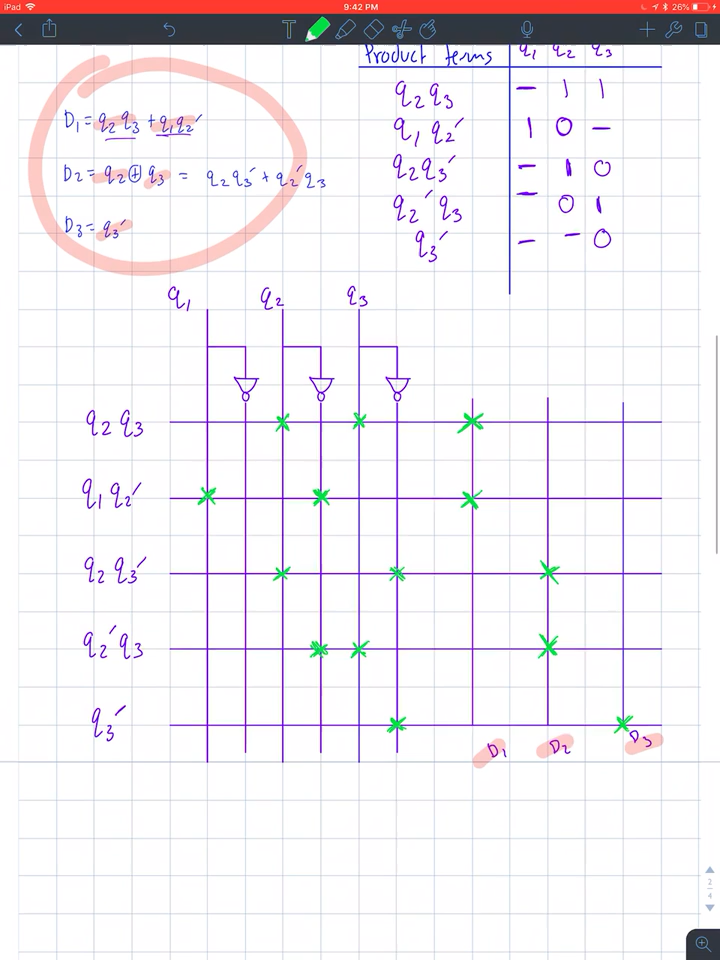 iPad 9:42 PM 26%
T
Product terms q₁ q₂ q₃
q₂q₃ – 1 1
q₁q₂′ 1 0 –
q₂q₃′ – 1 0
q₂′q₃ – 0 1
q₃′ – – 0
D₁ = q₂q₃ + q₁q₂′
D₂ = q₂ ⊕ q₃ = q₂q₃′ + q₂′q₃
D₃ = q₃′
q₁ q₂ q₃
q₂q₃
q₁q₂′
q₂q₃′
q₂′q₃
q₃′
D₁ D₂ D₃
2
4